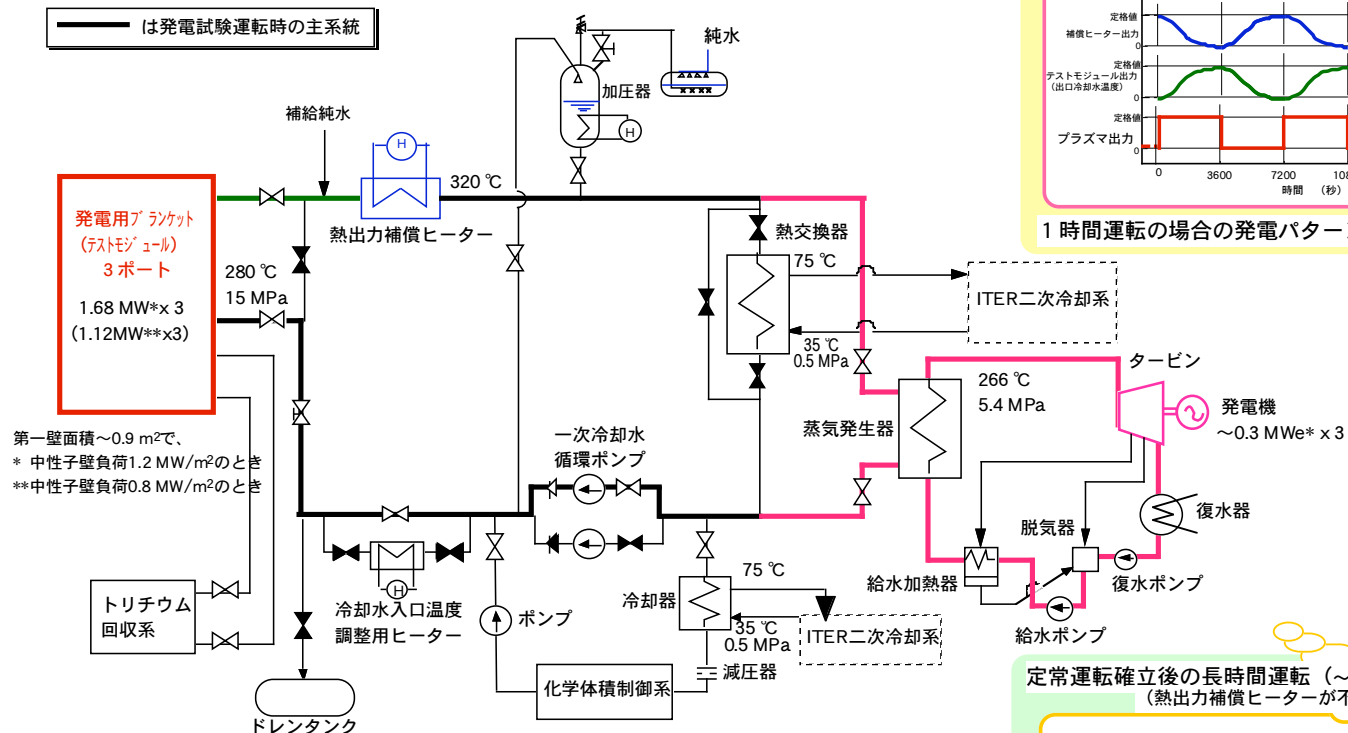 は発電試験運転時の主系統
純水
加圧器
H
補給純水
H
320 ℃
熱出力補償ヒーター
発電用ブランケット
(テストモジュール)
3 ポート
1.68 MW*x 3
(1.12MW**x3)
280 ℃
15 MPa
第一壁面積～0.9 m²で、
* 中性子壁負荷1.2 MW/m²のとき
**中性子壁負荷0.8 MW/m²のとき
熱交換器
75 ℃
ITER二次冷却系
35 ℃
0.5 MPa
タービン
266 ℃
5.4 MPa
発電機
～0.3 MWe* x 3
蒸気発生器
一次冷却水
循環ポンプ
復水器
脱気器
給水加熱器
復水ポンプ
給水ポンプ
H
冷却水入口温度
調整用ヒーター
トリチウム
回収系
ドレンタンク
ポンプ
化学体積制御系
冷却器
75 ℃
35 ℃
0.5 MPa
ITER二次冷却系
減圧器
定格値
補償ヒーター出力
0
定格値
テストモジュール出力
(出口冷却水温度)
0
定格値
プラズマ出力
0
0 3600 7200
時間 (秒)
1 時間運転の場合の発電パター
定常運転確立後の長時間運転（～
（熱出力補償ヒーターが不